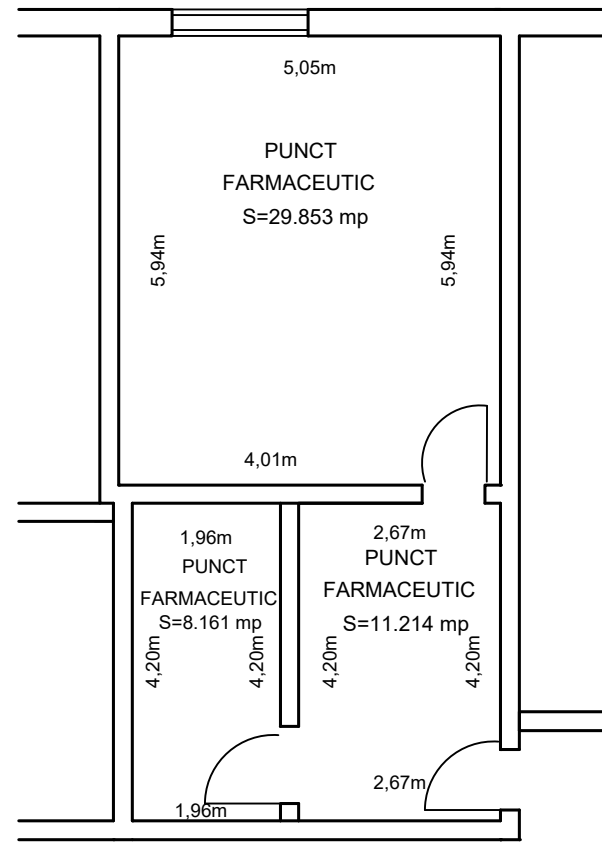 5,05m
PUNCT
FARMACEUTIC
S=29.853 mp
5,94m
5,94m
4,01m
1,96m
PUNCT
FARMACEUTIC
S=8.161 mp
4,20m
4,20m
1,96m
2,67m
PUNCT
FARMACEUTIC
S=11.214 mp
4,20m
4,20m
2,67m